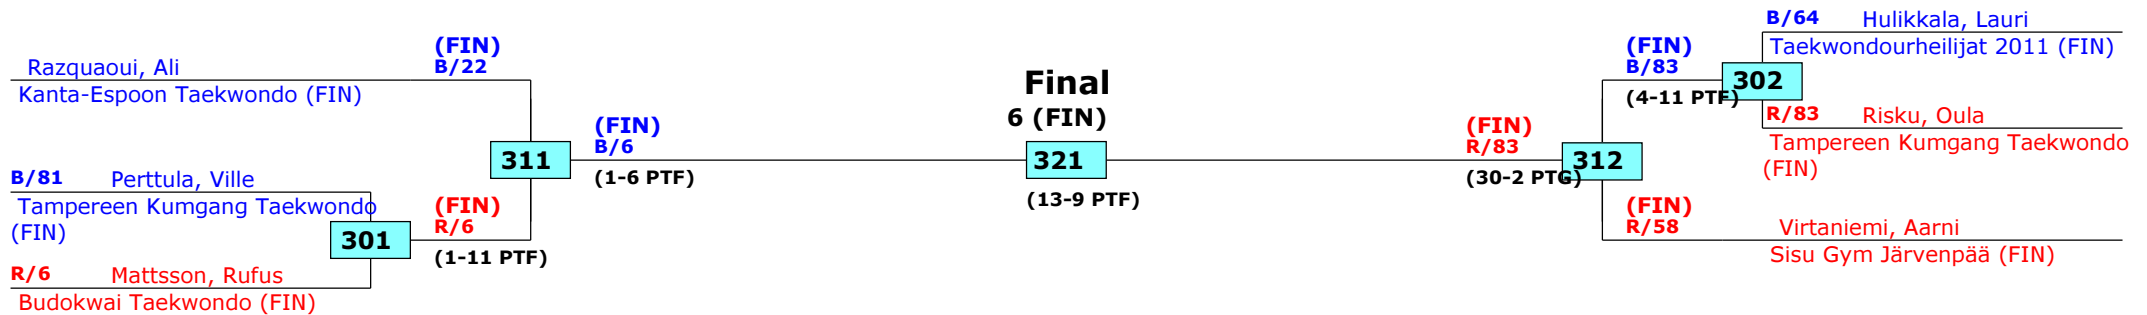 Razquaoui, Ali
Kanta-Espoon Taekwondo (FIN)
B/81 Perttula, Ville
Tampereen Kumgang Taekwondo
(FIN)
R/6 Mattsson, Rufus
Budokwai Taekwondo (FIN)
301
(FIN)
B/22
(FIN)
R/6
(1-11 PTF)
311
(FIN)
B/6
(1-6 PTF)
Final
6 (FIN)
321
(13-9 PTF)
(FIN)
R/83
(30-2 PTG)
312
(FIN)
B/83
(4-11 PTF)
302
(FIN)
R/58
B/64 Hulikkala, Lauri
Taekwondourheilijat 2011 (FIN)
R/83 Risku, Oula
Tampereen Kumgang Taekwondo
(FIN)
Virtaniemi, Aarni
Sisu Gym Järvenpää (FIN)